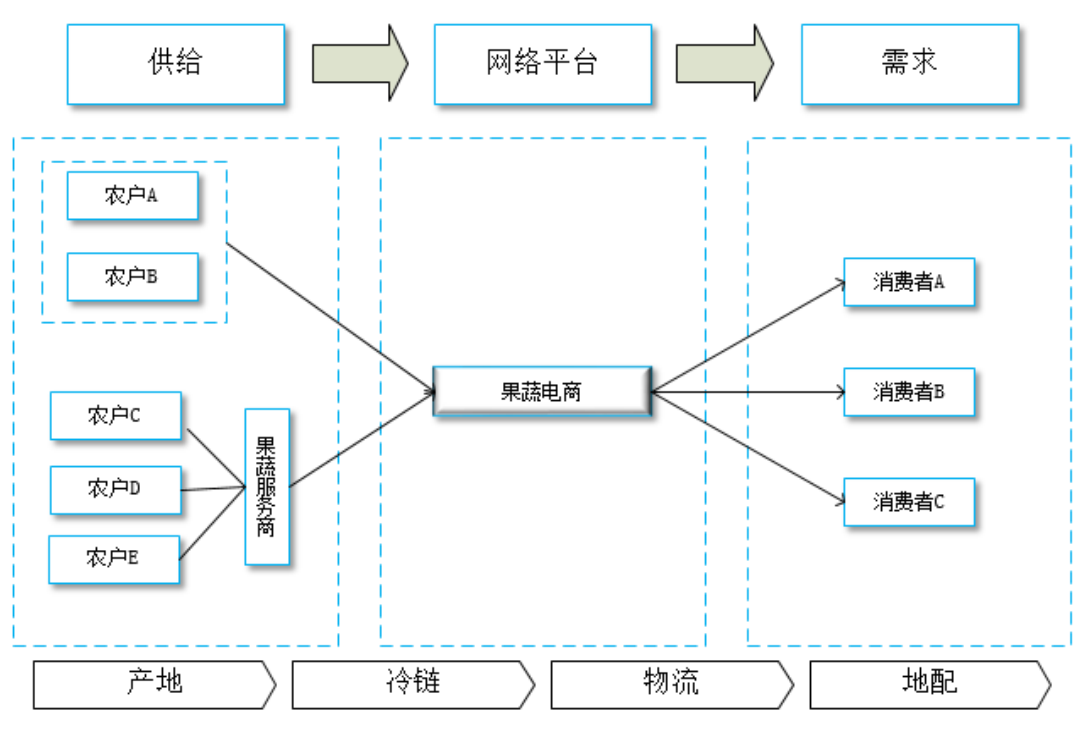 供给
网络平台
需求
农户A
农户B
农户C
农户D
农户E
果蔬服务商
果蔬电商
消费者A
消费者B
消费者C
产地
冷链
物流
地配